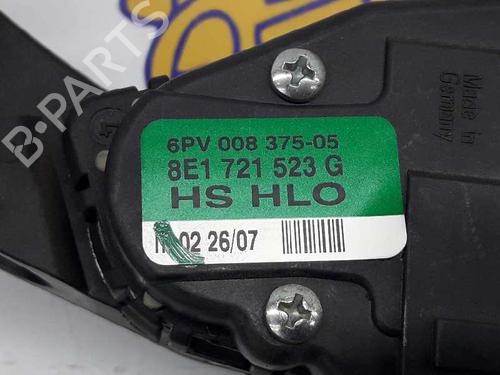 6PV 008 375-05
8E1 721 523 G
HS HLO
02 26/07
Made in
Germany
B-PARTS